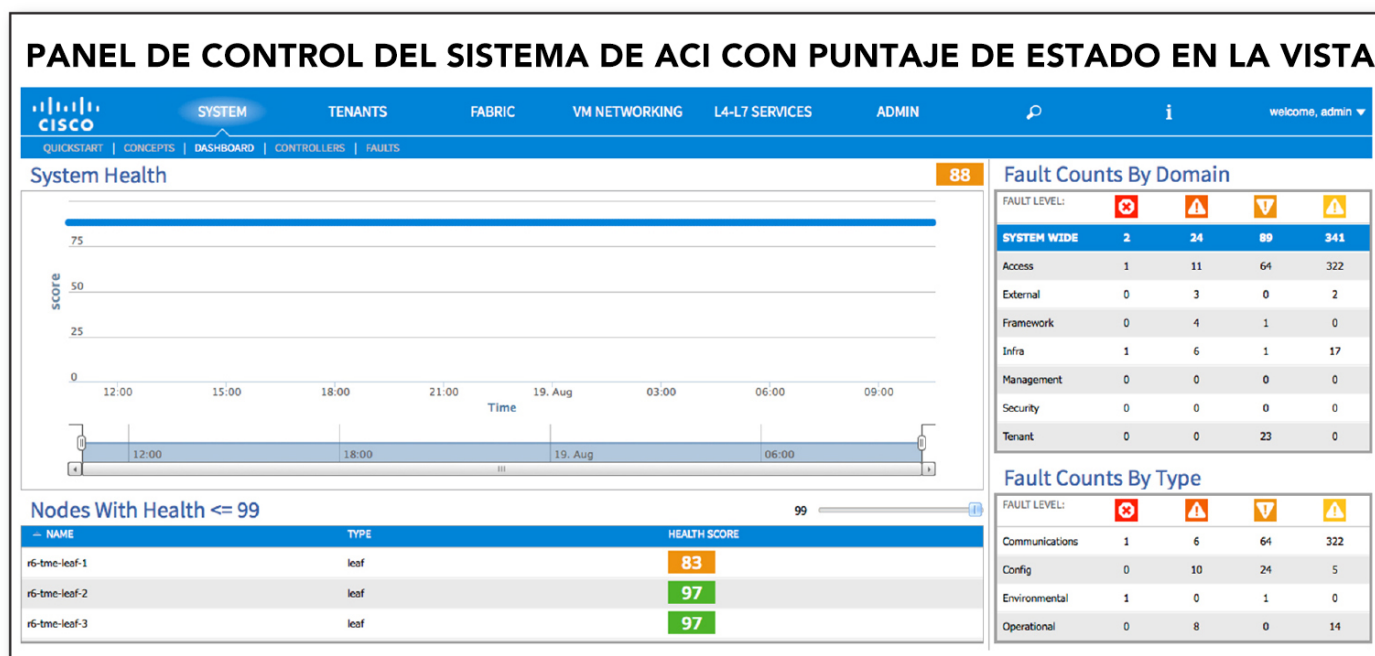 PANEL DE CONTROL DEL SISTEMA DE ACI CON PUNTAJE DE ESTADO EN LA VISTA
CISCO
SYSTEM TENANTS FABRIC VM NETWORKING L4-L7 SERVICES ADMIN i welcome, admin
QUICKSTART | CONCEPTS | DASHBOARD | CONTROLLERS | FAULTS
System Health 88
75
50
25
0
score
12:00 15:00 18:00 21:00 19. Aug 03:00 06:00 09:00
Time
12:00 18:00 19. Aug 06:00
Nodes With Health <= 99 99
NAME TYPE HEALTH SCORE
r6-tme-leaf-1 leaf 83
r6-tme-leaf-2 leaf 97
r6-tme-leaf-3 leaf 97
Fault Counts By Domain
FAULT LEVEL:
SYSTEM WIDE 2 24 89 341
Access 1 11 64 322
External 0 3 0 2
Framework 0 4 1 0
Infra 1 6 1 17
Management 0 0 0 0
Security 0 0 0 0
Tenant 0 0 23 0
Fault Counts By Type
FAULT LEVEL:
Communications 1 6 64 322
Config 0 10 24 5
Environmental 1 0 1 0
Operational 0 8 0 14